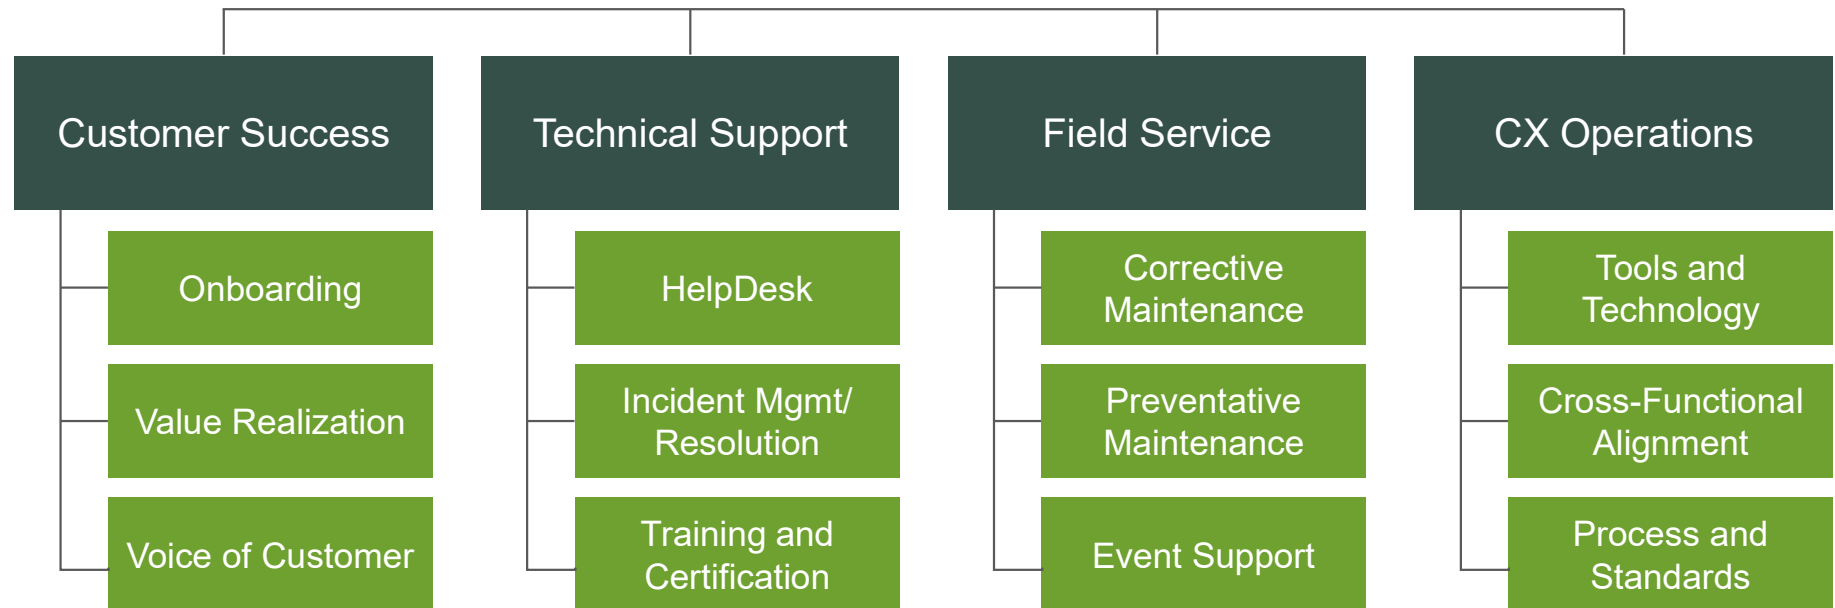 Customer Success
Technical Support
Field Service
CX Operations
Onboarding
HelpDesk
Corrective
Maintenance
Tools and
Technology
Value Realization
Incident Mgmt/
Resolution
Preventative
Maintenance
Cross-Functional
Alignment
Voice of Customer
Training and
Certification
Event Support
Process and
Standards